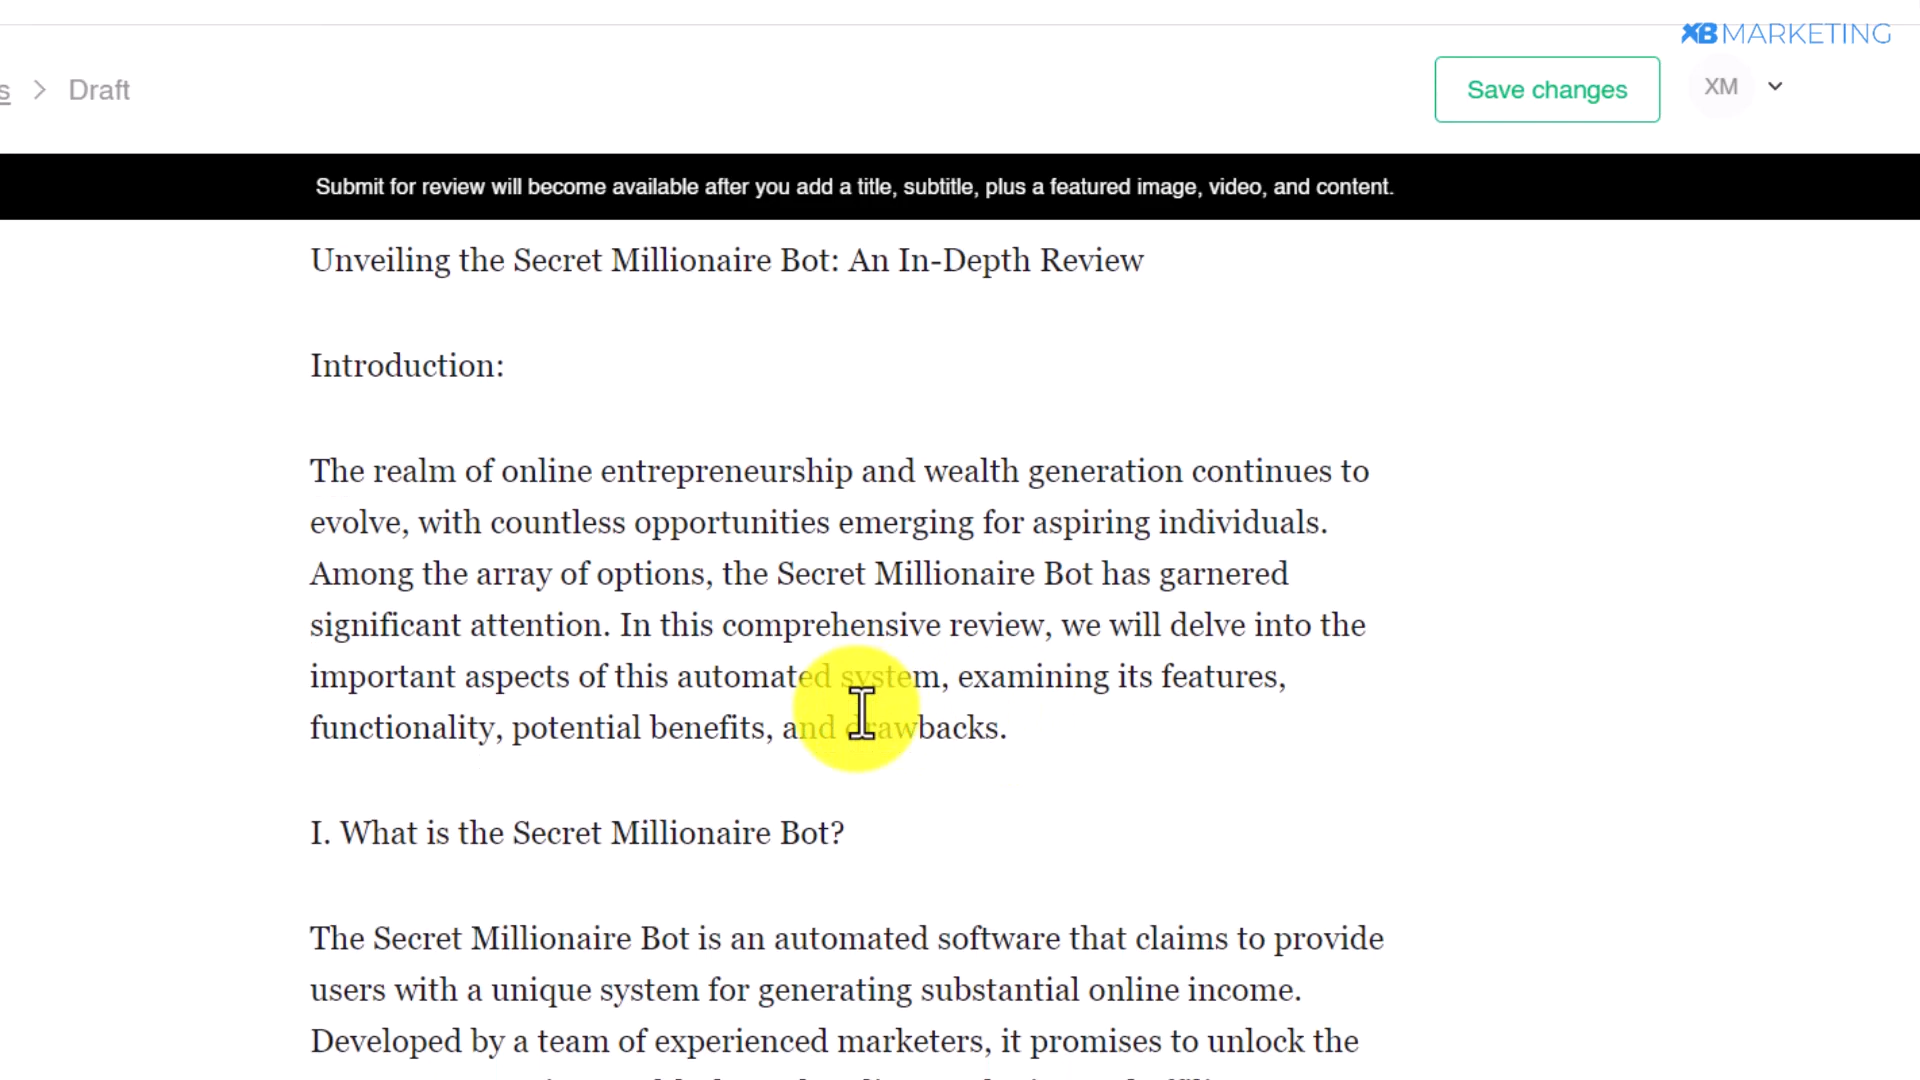 XB MARKETING
s > Draft
Save changes
XM
Submit for review will become available after you add a title, subtitle, plus a featured image, video, and content.
Unveiling the Secret Millionaire Bot: An In-Depth Review
Introduction:
The realm of online entrepreneurship and wealth generation continues to
evolve, with countless opportunities emerging for aspiring individuals.
Among the array of options, the Secret Millionaire Bot has garnered
significant attention. In this comprehensive review, we will delve into the
important aspects of this automated system, examining its features,
functionality, potential benefits, and drawbacks.
I. What is the Secret Millionaire Bot?
The Secret Millionaire Bot is an automated software that claims to provide
users with a unique system for generating substantial online income.
Developed by a team of experienced marketers, it promises to unlock the